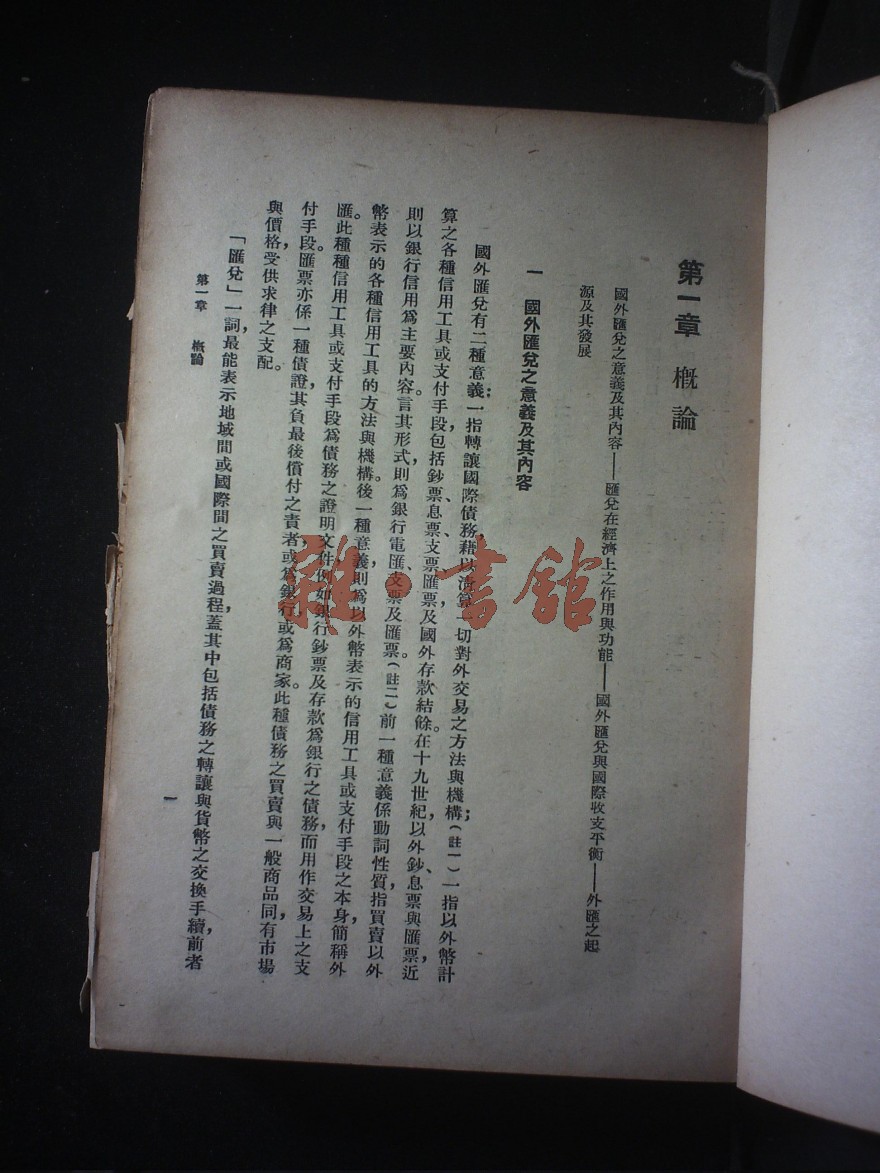 第一章 概論
國外匯兌之意義及其內容——匯兌在經濟上之作用與功能——國外匯兌與國際收支平衡——外匯之起
源及其發展
一 國外匯兌之意義及其內容
國外匯兌有二種意義：一指轉讓國際債務，藉以清算一切對外交易之方法與機構；（註一）一指以外幣計
算之各種信用工具或支付手段，包括鈔票、息票、支票、匯票及國外存款結餘。在十九世紀以外鈔、息票與匯票，近
則以銀行信用爲主要內容。言其形式，則爲銀行電匯、支票及匯票。（註二）前一種意義係動詞性質，指買賣以外
幣表示的各種信用工具的方法與機構。後一種意義，則爲以外幣表示的信用工具或支付手段之本身，簡稱外
匯。此種種信用工具或支付手段爲債務之證明文件，例如銀行鈔票及存款爲銀行之債務，而用作交易上之支
付手段。匯票亦係一種債證，其負最後償付之責者，或爲銀行，或爲商家。此種債務之買賣與一般商品同，有市場
與價格，受供求律之支配。
「匯兌」一詞，最能表示地域間或國際間之買賣過程，蓋其中包括債務之轉讓與貨幣之交換手續，前者
第一章 概論
一
雜·書館